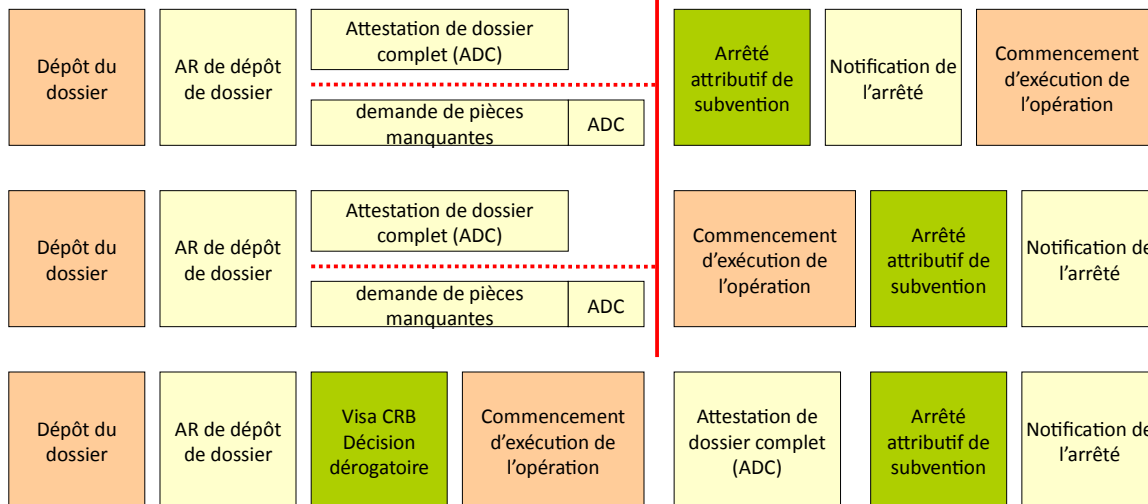 Dépôt du
dossier
AR de dépôt
de dossier
Attestation de dossier
complet (ADC)
demande de pièces
manquantes
ADC
Arrêté
attributif de
subvention
Notification de
l’arrêté
Commencement
d’exécution de
l’opération
Dépôt du
dossier
AR de dépôt
de dossier
Attestation de dossier
complet (ADC)
demande de pièces
manquantes
ADC
Commencement
d’exécution de
l’opération
Arrêté
attributif de
subvention
Notification de
l’arrêté
Dépôt du
dossier
AR de dépôt
de dossier
Visa CRB
Décision
dérogatoire
Commencement
d’exécution de
l’opération
Attestation de
dossier complet
(ADC)
Arrêté
attributif de
subvention
Notification de
l’arrêté